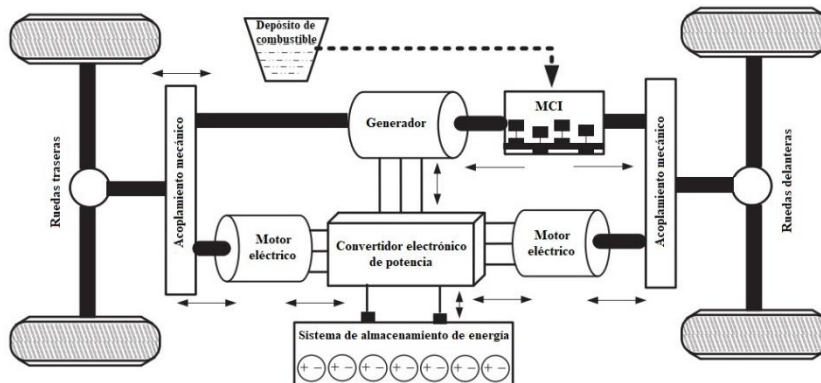 Depósito de
combustible
MCI
Generador
Ruedas traseras
Acoplamiento mecánico
Acoplamiento mecánico
Ruedas delanteras
Motor
eléctrico
Convertidor electrónico
de potencia
Motor
eléctrico
Sistema de almacenamiento de energía
+ - + - + - + - + - + - + -